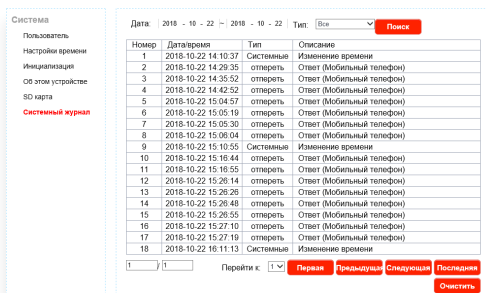 Система
Пользователь
Настройки времени
Инициализация
Об этом устройстве
SD карта
Системный журнал
Дата: 2018 - 10 - 22 ~ 2018 - 10 - 22 Тип: Все Поиск
Номер Дата/время Тип Описание
1 2018-10-22 14:10:37 Системные Изменение времени
2 2018-10-22 14:29:35 отпереть Ответ (Мобильный телефон)
3 2018-10-22 14:35:52 отпереть Ответ (Мобильный телефон)
4 2018-10-22 14:42:52 отпереть Ответ (Мобильный телефон)
5 2018-10-22 15:04:57 отпереть Ответ (Мобильный телефон)
6 2018-10-22 15:05:19 отпереть Ответ (Мобильный телефон)
7 2018-10-22 15:05:30 отпереть Ответ (Мобильный телефон)
8 2018-10-22 15:06:04 отпереть Ответ (Мобильный телефон)
9 2018-10-22 15:10:55 Системные Изменение времени
10 2018-10-22 15:16:44 отпереть Ответ (Мобильный телефон)
11 2018-10-22 15:16:55 отпереть Ответ (Мобильный телефон)
12 2018-10-22 15:26:14 отпереть Ответ (Мобильный телефон)
13 2018-10-22 15:26:26 отпереть Ответ (Мобильный телефон)
14 2018-10-22 15:26:48 отпереть Ответ (Мобильный телефон)
15 2018-10-22 15:26:55 отпереть Ответ (Мобильный телефон)
16 2018-10-22 15:27:10 отпереть Ответ (Мобильный телефон)
17 2018-10-22 15:27:19 отпереть Ответ (Мобильный телефон)
18 2018-10-22 16:11:13 Системные Изменение времени
1 / 1 Перейти к: 1 Первая Предыдущая Следующая Последняя
Очистить